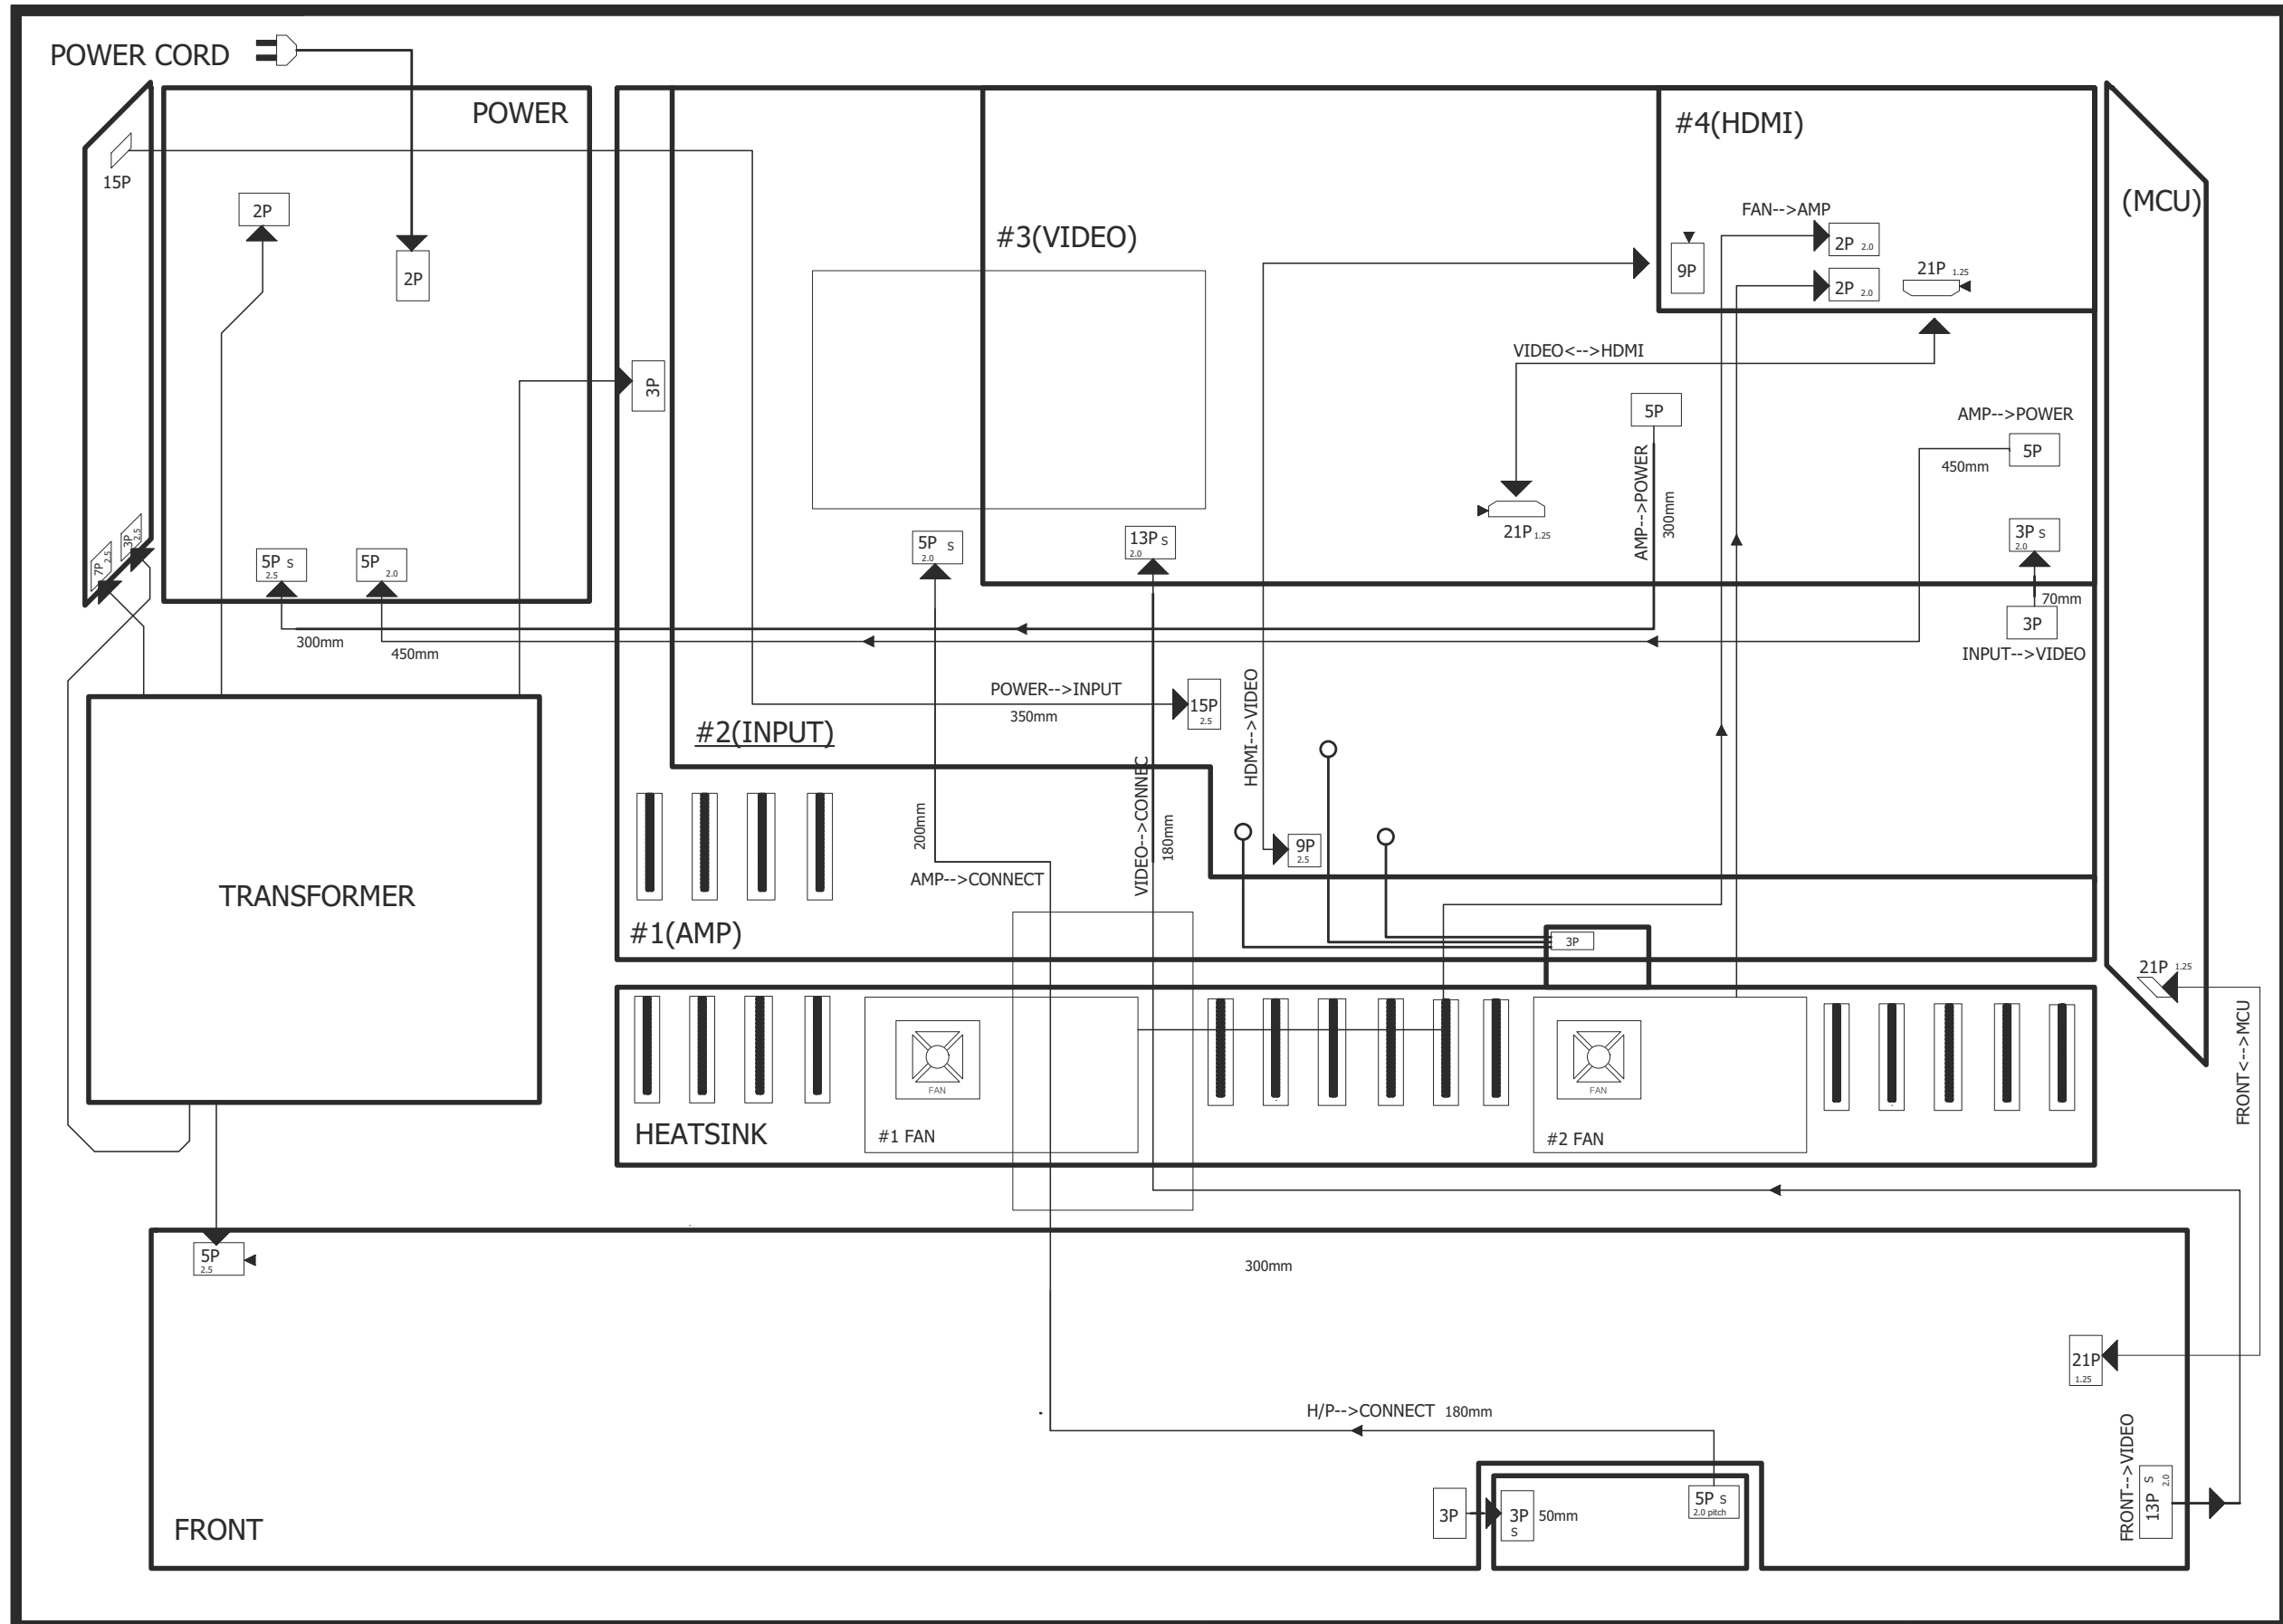 POWER CORD
POWER
#4(HDMI)
15P
2P
2P
#3(VIDEO)
FAN-->AMP
2P 2.0
9P
2P 2.0
21P 1.25
(MCU)
3P
VIDEO<-->HDMI
5P
AMP-->POWER
5P
450mm
AMP-->POWER
300mm
21P 1.25
3P
2.5
7P
2.5
5P S
2.5
5P
2.0
5P S
2.0
13P S
2.0
3P S
2.0
70mm
3P
INPUT-->VIDEO
300mm
450mm
POWER-->INPUT
350mm
15P
2.5
#2(INPUT)
HDMI-->VIDEO
VIDEO-->CONNEC
180mm
200mm
AMP-->CONNECT
9P
2.5
TRANSFORMER
#1(AMP)
3P
21P 1.25
FRONT<-->MCU
FAN
#1 FAN
FAN
#2 FAN
HEATSINK
5P
2.5
300mm
21P
1.25
H/P-->CONNECT 180mm
FRONT-->VIDEO
13P S
2.0
3P
3P
S
50mm
5P S
2.0 pitch
FRONT